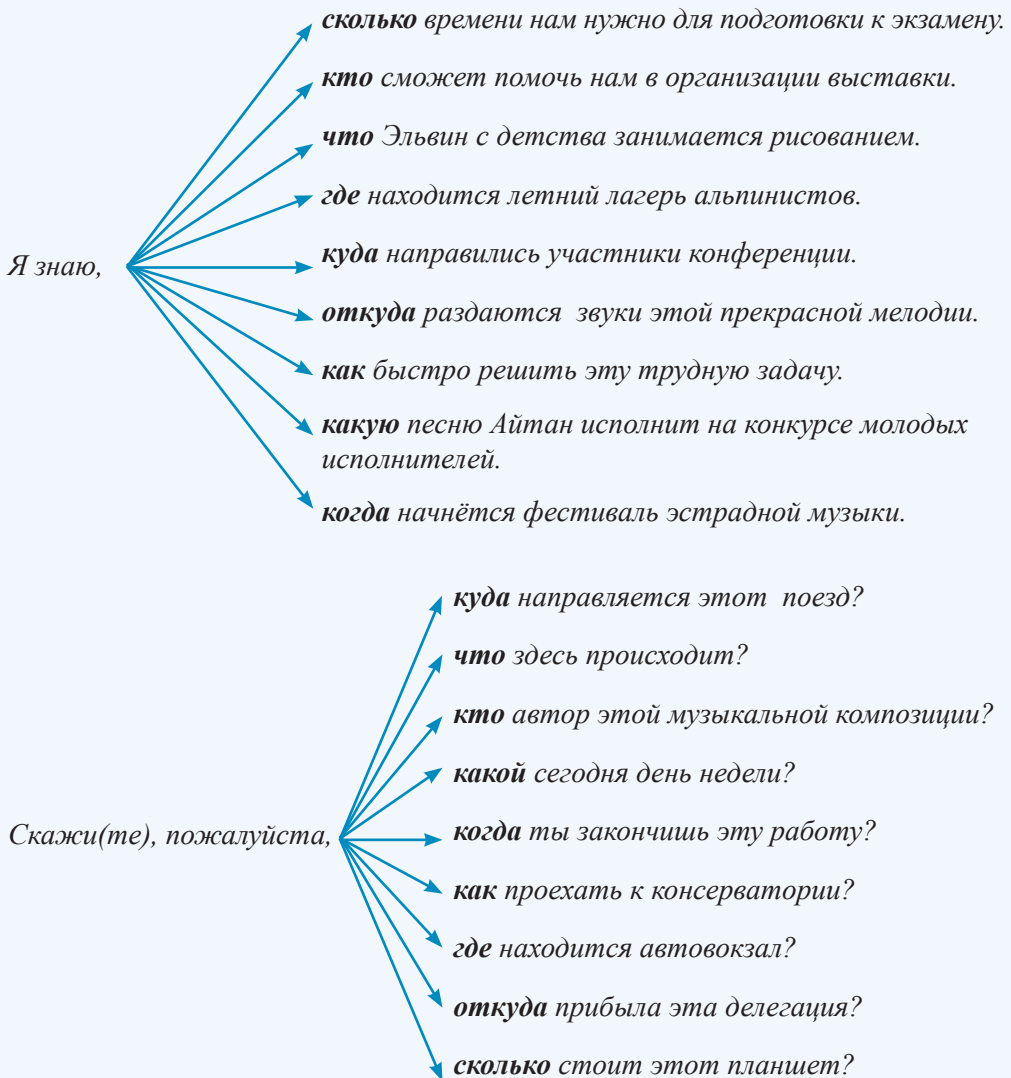 сколько времени нам нужно для подготовки к экзамену.
кто сможет помочь нам в организации выставки.
что Эльвин с детства занимается рисованием.
где находится летний лагерь альпинистов.
Я знаю,
куда направились участники конференции.
откуда раздаются звуки этой прекрасной мелодии.
как быстро решить эту трудную задачу.
какую песню Айтан исполнит на конкурсе молодых
исполнителей.
когда начнётся фестиваль эстрадной музыки.
куда направляется этот поезд?
что здесь происходит?
кто автор этой музыкальной композиции?
какой сегодня день недели?
Скажи(те), пожалуйста,
когда ты закончишь эту работу?
как проехать к консерватории?
где находится автовокзал?
откуда прибыла эта делегация?
сколько стоит этот планшет?